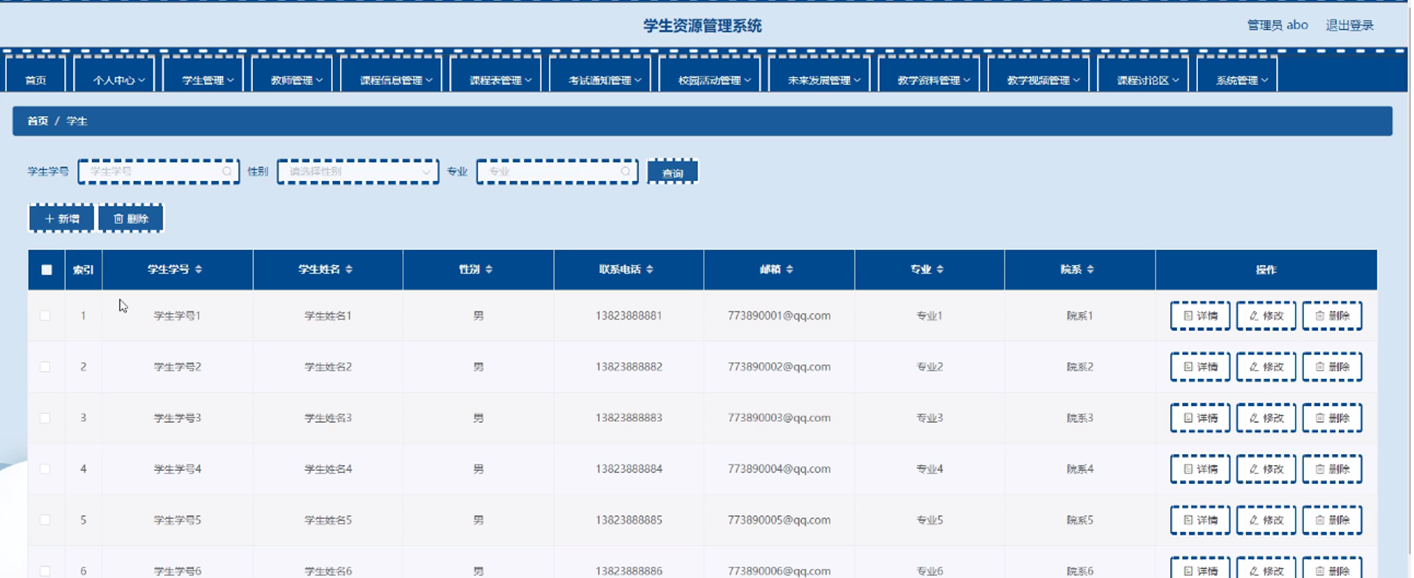 学生资源管理系统
管理员 abo 退出登录
首页 个人中心 学生管理 教师管理 课程信息管理 课程表管理 考试通知管理 校园活动管理 未来发展管理 教学资料管理 教学视频管理 课程讨论区 系统管理
首页 / 学生
学生学号 学生学号 性别 请选择性别 专业 专业 查询
+ 新增 删除
索引 学生学号 学生姓名 性别 联系电话 邮箱 专业 院系 操作
1 学生学号1 学生姓名1 男 13823888881 773890001@qq.com 专业1 院系1 详情 修改 删除
2 学生学号2 学生姓名2 男 13823888882 773890002@qq.com 专业2 院系2 详情 修改 删除
3 学生学号3 学生姓名3 男 13823888883 773890003@qq.com 专业3 院系3 详情 修改 删除
4 学生学号4 学生姓名4 男 13823888884 773890004@qq.com 专业4 院系4 详情 修改 删除
5 学生学号5 学生姓名5 男 13823888885 773890005@qq.com 专业5 院系5 详情 修改 删除
6 学生学号6 学生姓名6 男 13823888886 773890006@qq.com 专业6 院系6 详情 修改 删除